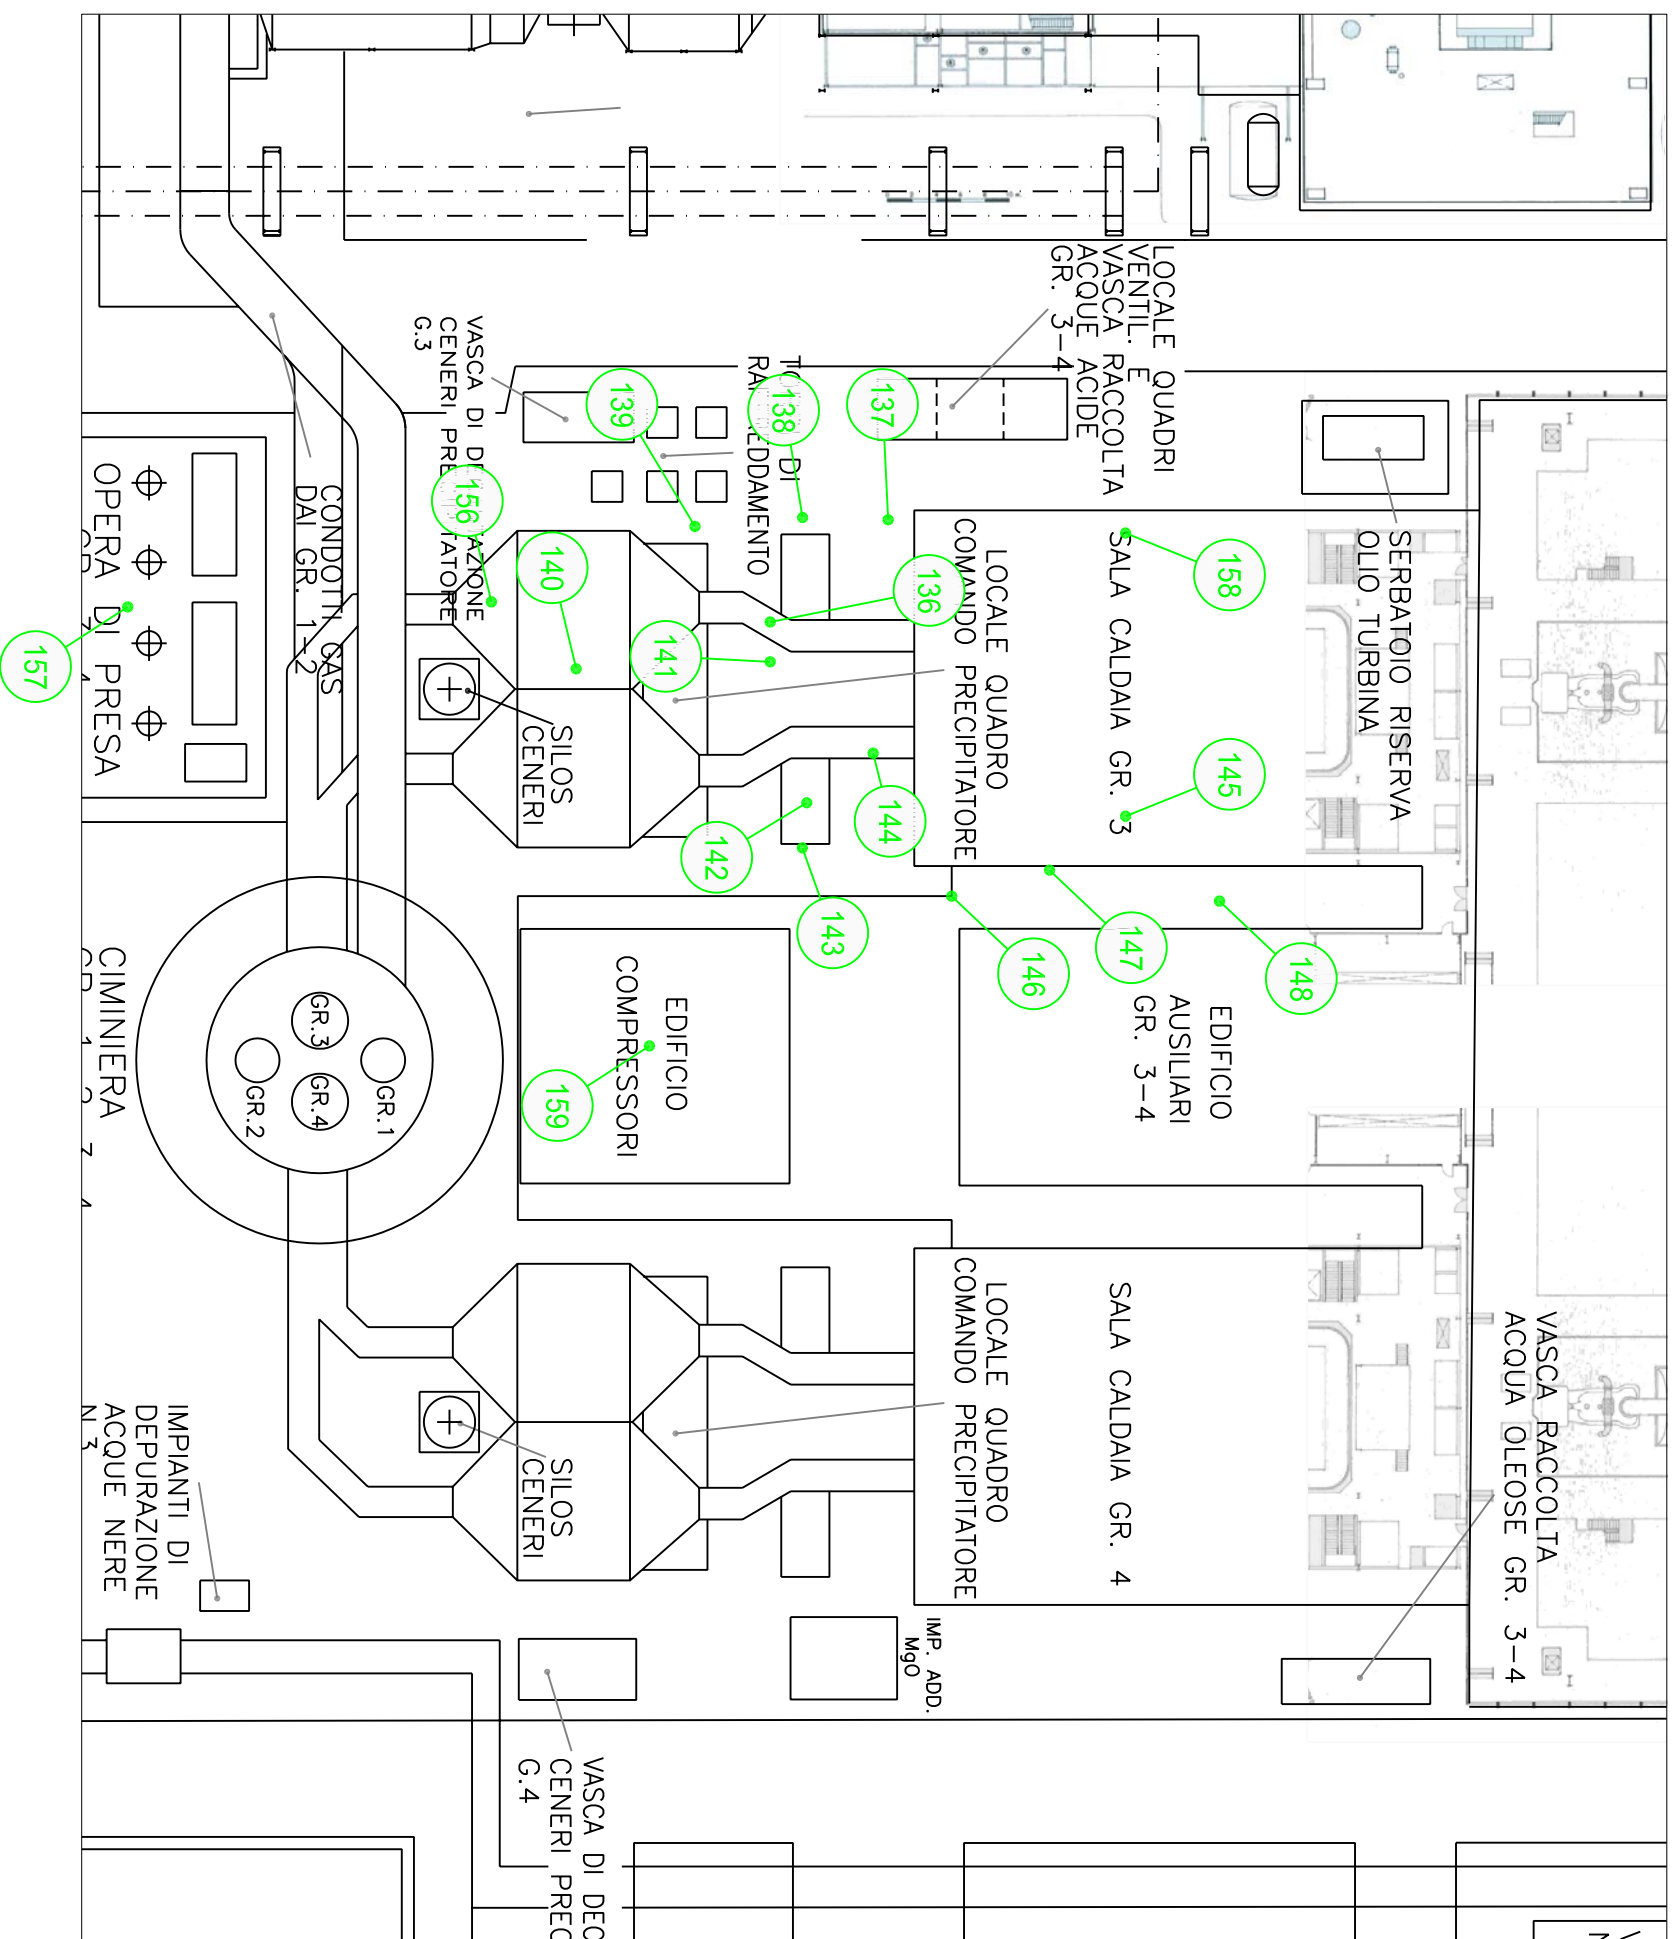 LOCALE QUADRI
VENTIL. E
VASCA RACCOLTA
ACQUE ACIDE
GR. 3-4
SERBATOIO RISERVA
OLIO TURBINA
VASCA DI
CENERI
G.3
DI
137
138
139
156
140
141
136
158
145
144
142
143
146
147
148
159
157
SALA CALDAIA GR. 3
LOCALE QUADRO
COMANDO PRECIPITATORE
SILOS
CENERI
CONDOTTI GAS
DAI GR. 1-2
OPERA DI PRESA
EDIFICIO
COMPRESSORI
EDIFICIO
AUSILIARI
GR. 3-4
CIMINIERA
GR.3
GR.4
GR.1
GR.2
SALA CALDAIA GR. 4
LOCALE QUADRO
COMANDO PRECIPITATORE
SILOS
CENERI
VASCA RACCOLTA
ACQUA OLEOSE GR. 3-4
IMPIANTI DI
DEPURAZIONE
ACQUE NERE
N.3
IMP. ADD.
MgO
VASCA DI DEC
CENERI PREC
G.4